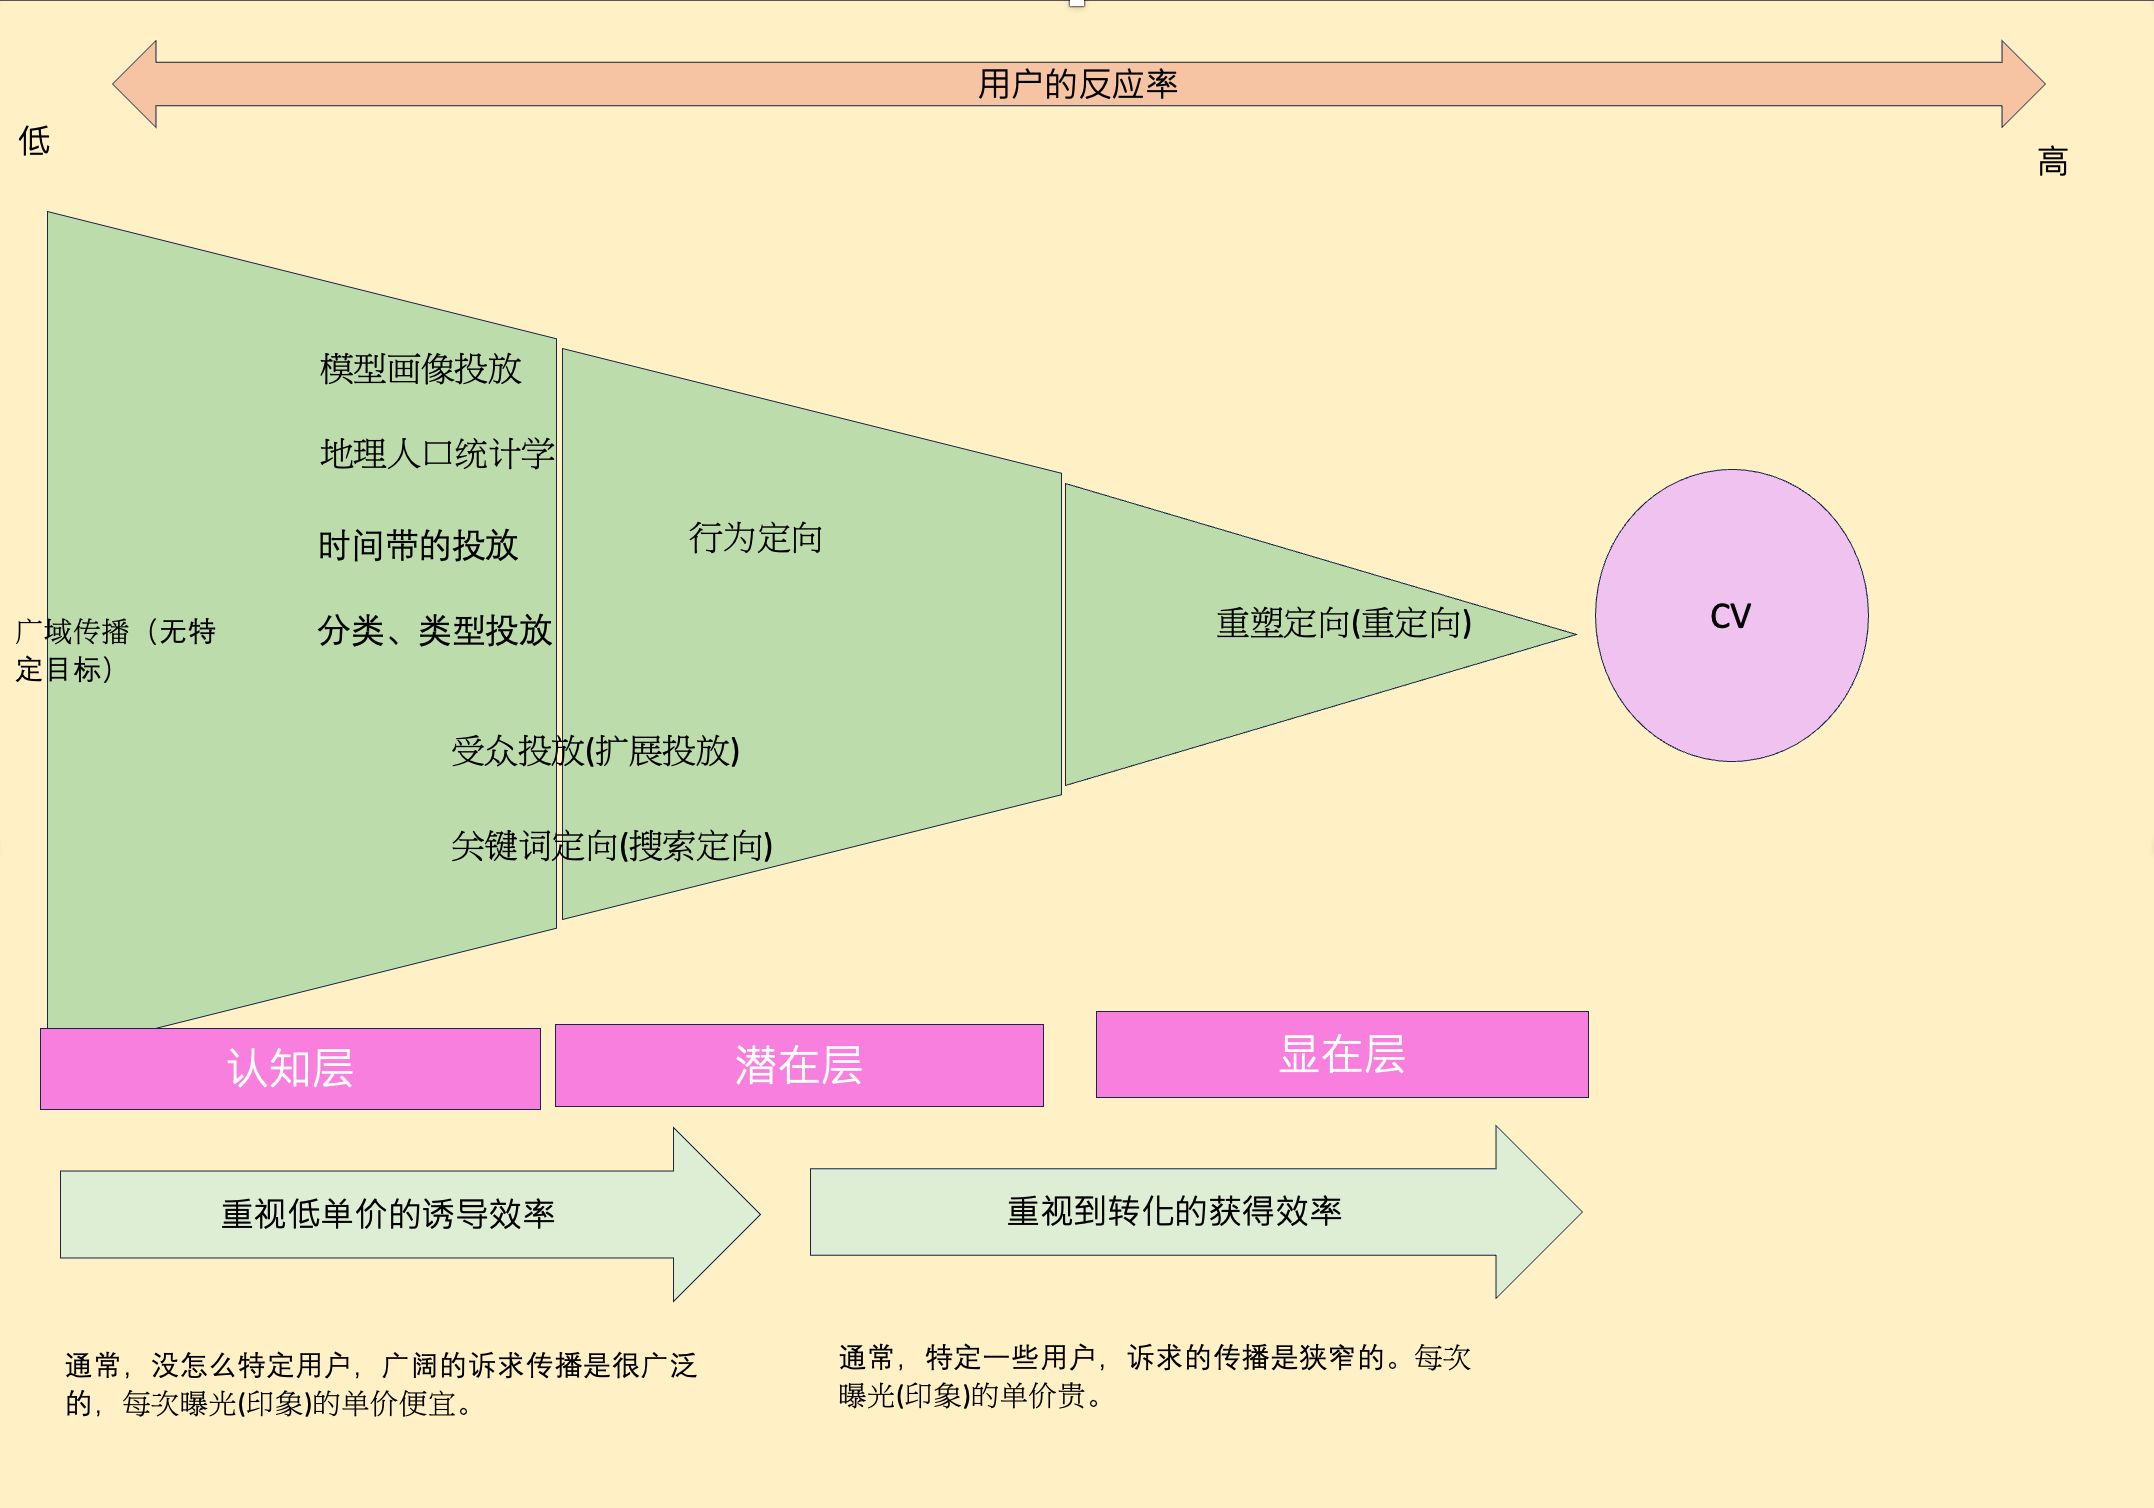 用户的反应率
低
高
模型画像投放
地理人口统计学
时间带的投放
行为定向
分类、类型投放
广域传播（无特
定目标）
重塑定向(重定向)
CV
受众投放(扩展投放)
关键词定向(搜索定向)
认知层
潜在层
显在层
重视低单价的诱导效率
重视到转化的获得效率
通常，没怎么特定用户，广阔的诉求传播是很广泛
的，每次曝光(印象)的单价便宜。
通常，特定一些用户，诉求的传播是狭窄的。每次
曝光(印象)的单价贵。